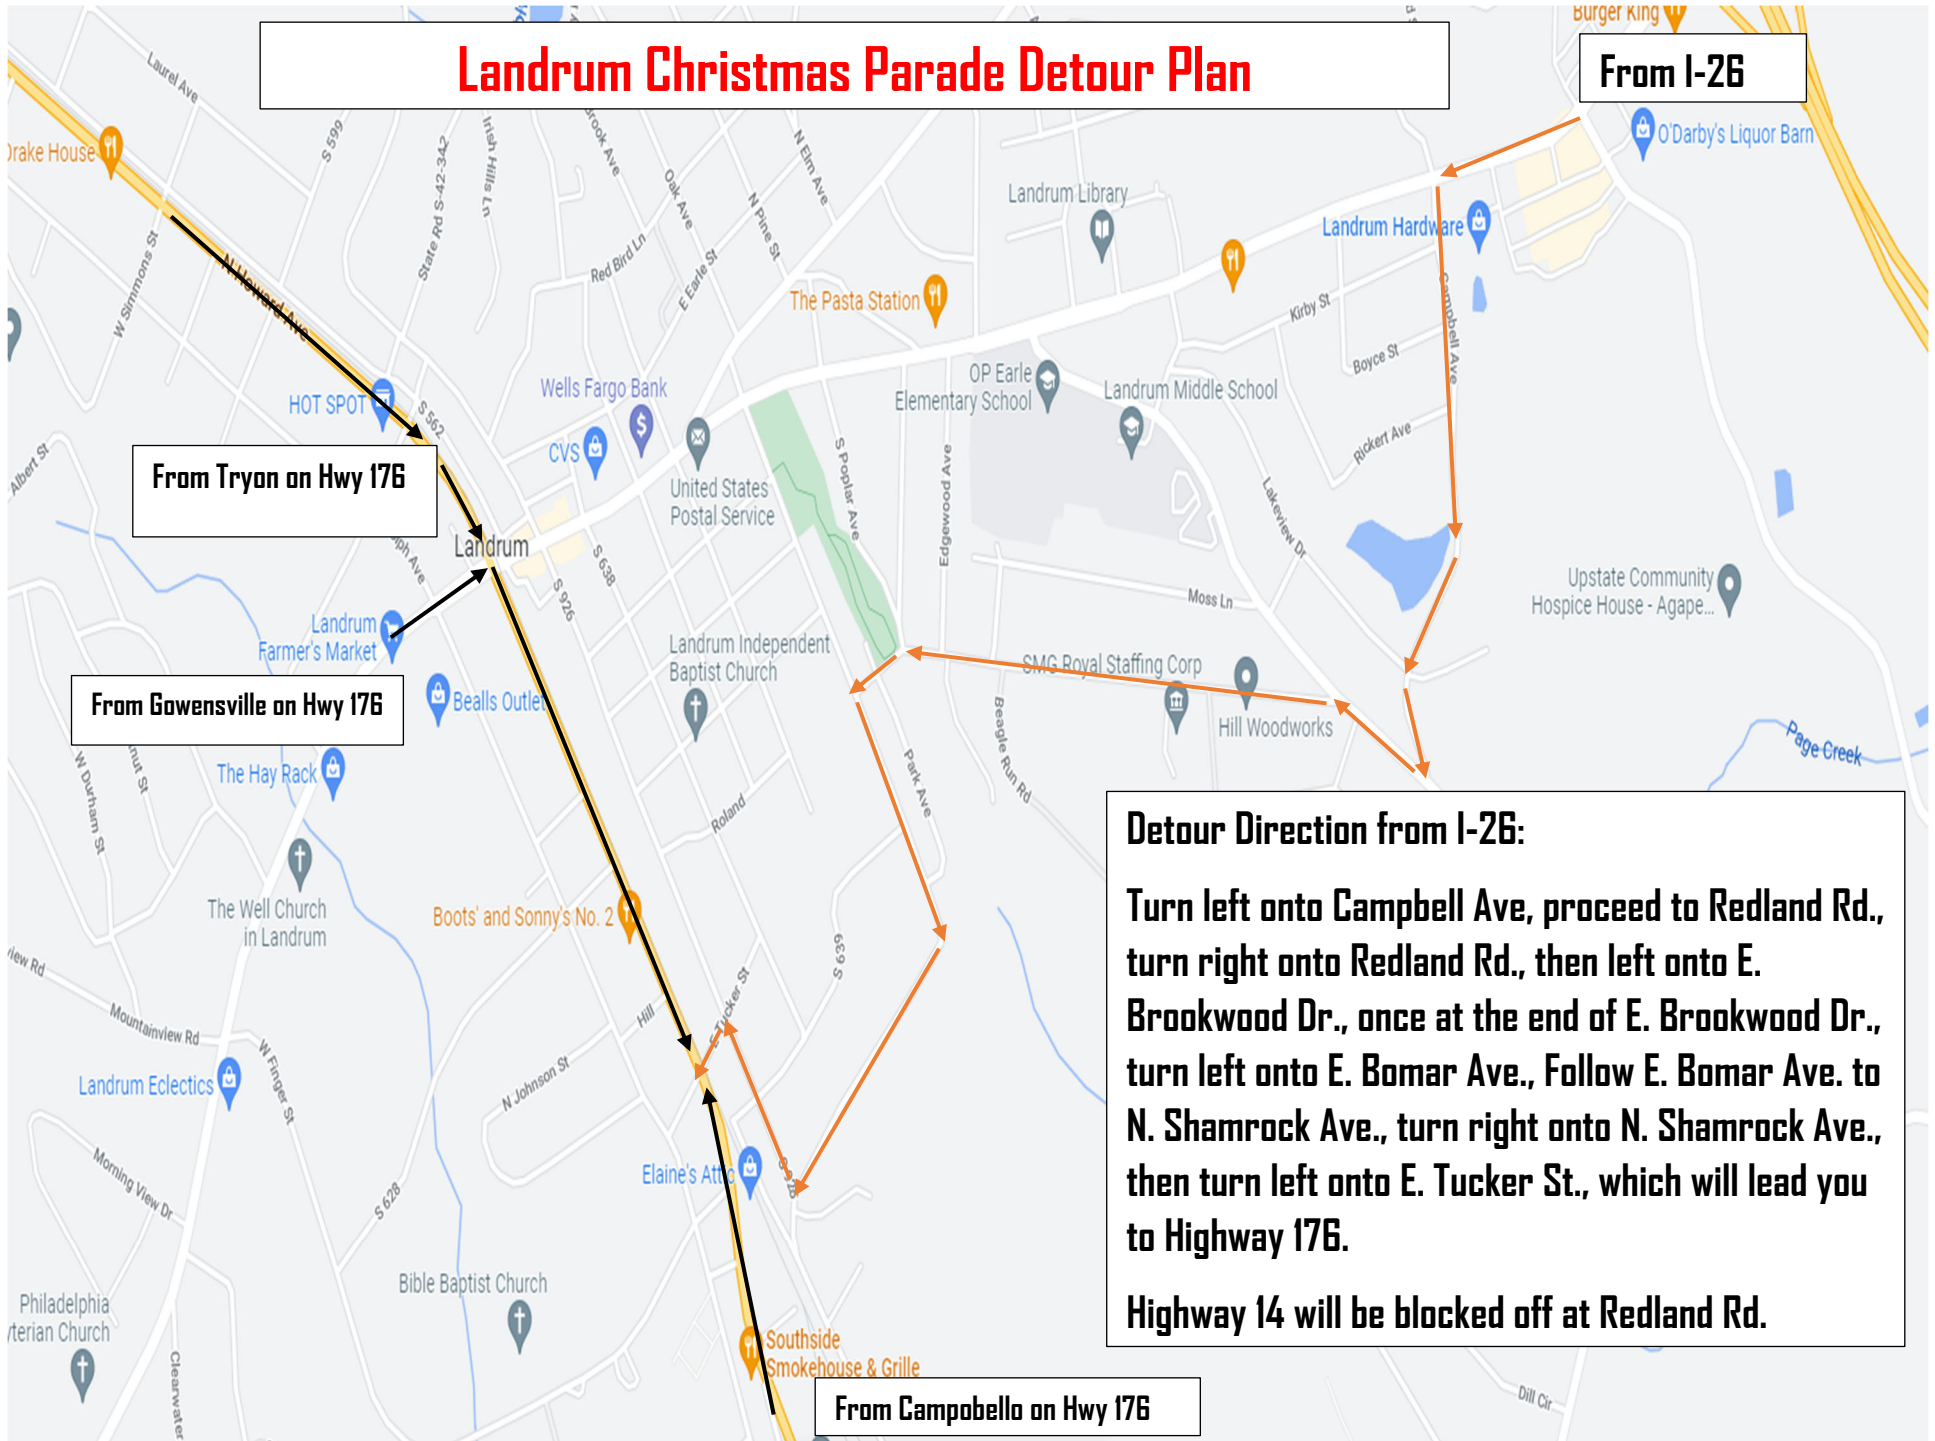 Landrum Christmas Parade Detour Plan
Burger King
From I-26
O'Darby's Liquor Barn
Laurel Ave
S 599
State Rd S-42-342
Irish Hills Ln
Oak Ave
N Elm Ave
N Pine St
Drake House
Landrum Library
Landrum Hardware
W Simmons St
N Howard Ave
Red Bird Ln
E Earle St
The Pasta Station
Kirby St
Campbell Ave
Boyce St
HOT SPOT
S 562
Wells Fargo Bank
CVS
OP Earle
Elementary School
Landrum Middle School
Rickert Ave
Albert St
From Tryon on Hwy 176
United States
Postal Service
S Poplar Ave
Edgewood Ave
Lakeview Dr
Landrum
S 638
S 926
Moss Ln
Upstate Community
Hospice House - Agape...
Landrum
Farmer's Market
Landrum Independent
Baptist Church
SMG Royal Staffing Corp
Hill Woodworks
From Gowensville on Hwy 176
Bealls Outlet
Beagle Run Rd
Page Creek
W Durham St
The Hay Rack
Park Ave
Roland
The Well Church
in Landrum
Boots' and Sonny's No. 2
S 639
E Tucker St
Hill
Mountainview Rd
W Finger St
N Johnson St
Landrum Eclectics
Elaine's Attic
S 926
Morning View Dr
S 628
Bible Baptist Church
Philadelphia
Church
Clearwater
Southside
Smokehouse & Grille
From Campobello on Hwy 176
Dill Cir
Detour Direction from I-26:
Turn left onto Campbell Ave, proceed to Redland Rd.,
turn right onto Redland Rd., then left onto E.
Brookwood Dr., once at the end of E. Brookwood Dr.,
turn left onto E. Bomar Ave., Follow E. Bomar Ave. to
N. Shamrock Ave., turn right onto N. Shamrock Ave.,
then turn left onto E. Tucker St., which will lead you
to Highway 176.
Highway 14 will be blocked off at Redland Rd.